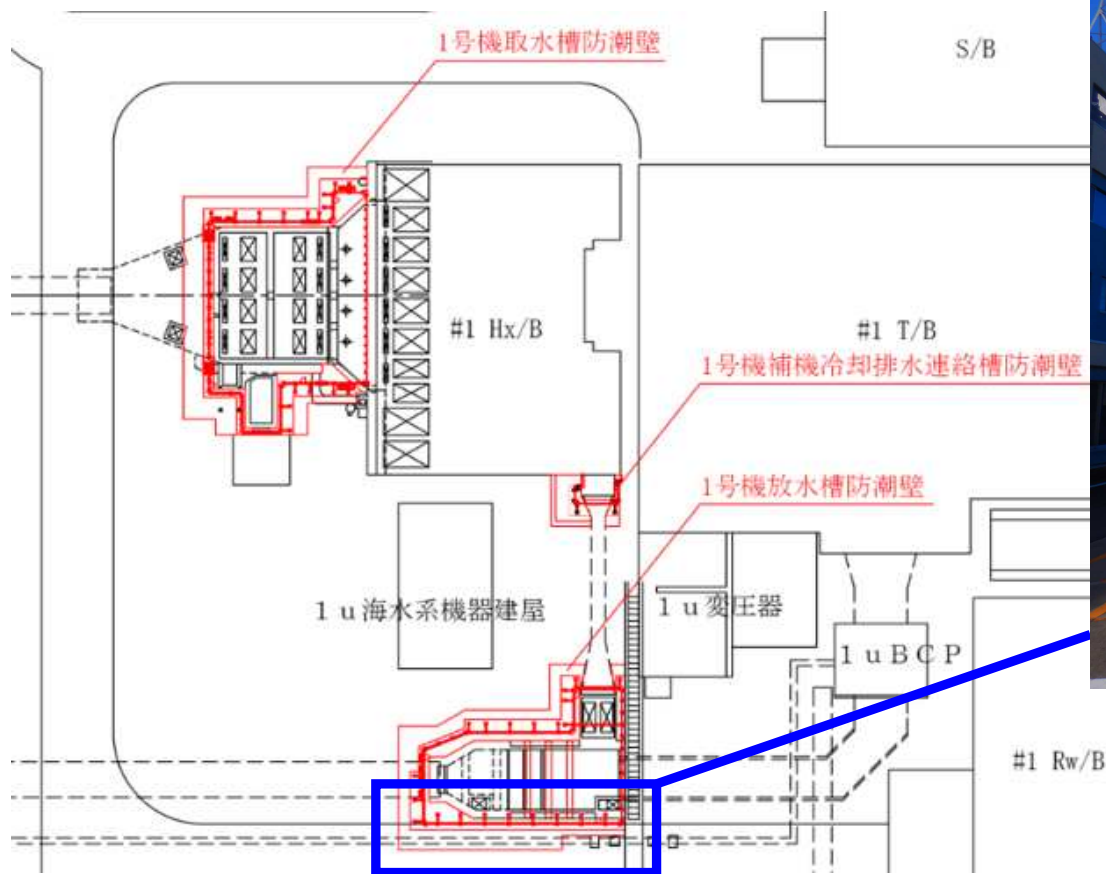 1号機取水槽防潮壁
S/B
#1 Hx/B
#1 T/B
1号機補機冷却排水連絡槽防潮壁
1号機放水槽防潮壁
1u海水系機器建屋
1u変圧器
1uBCP
#1 Rw/B